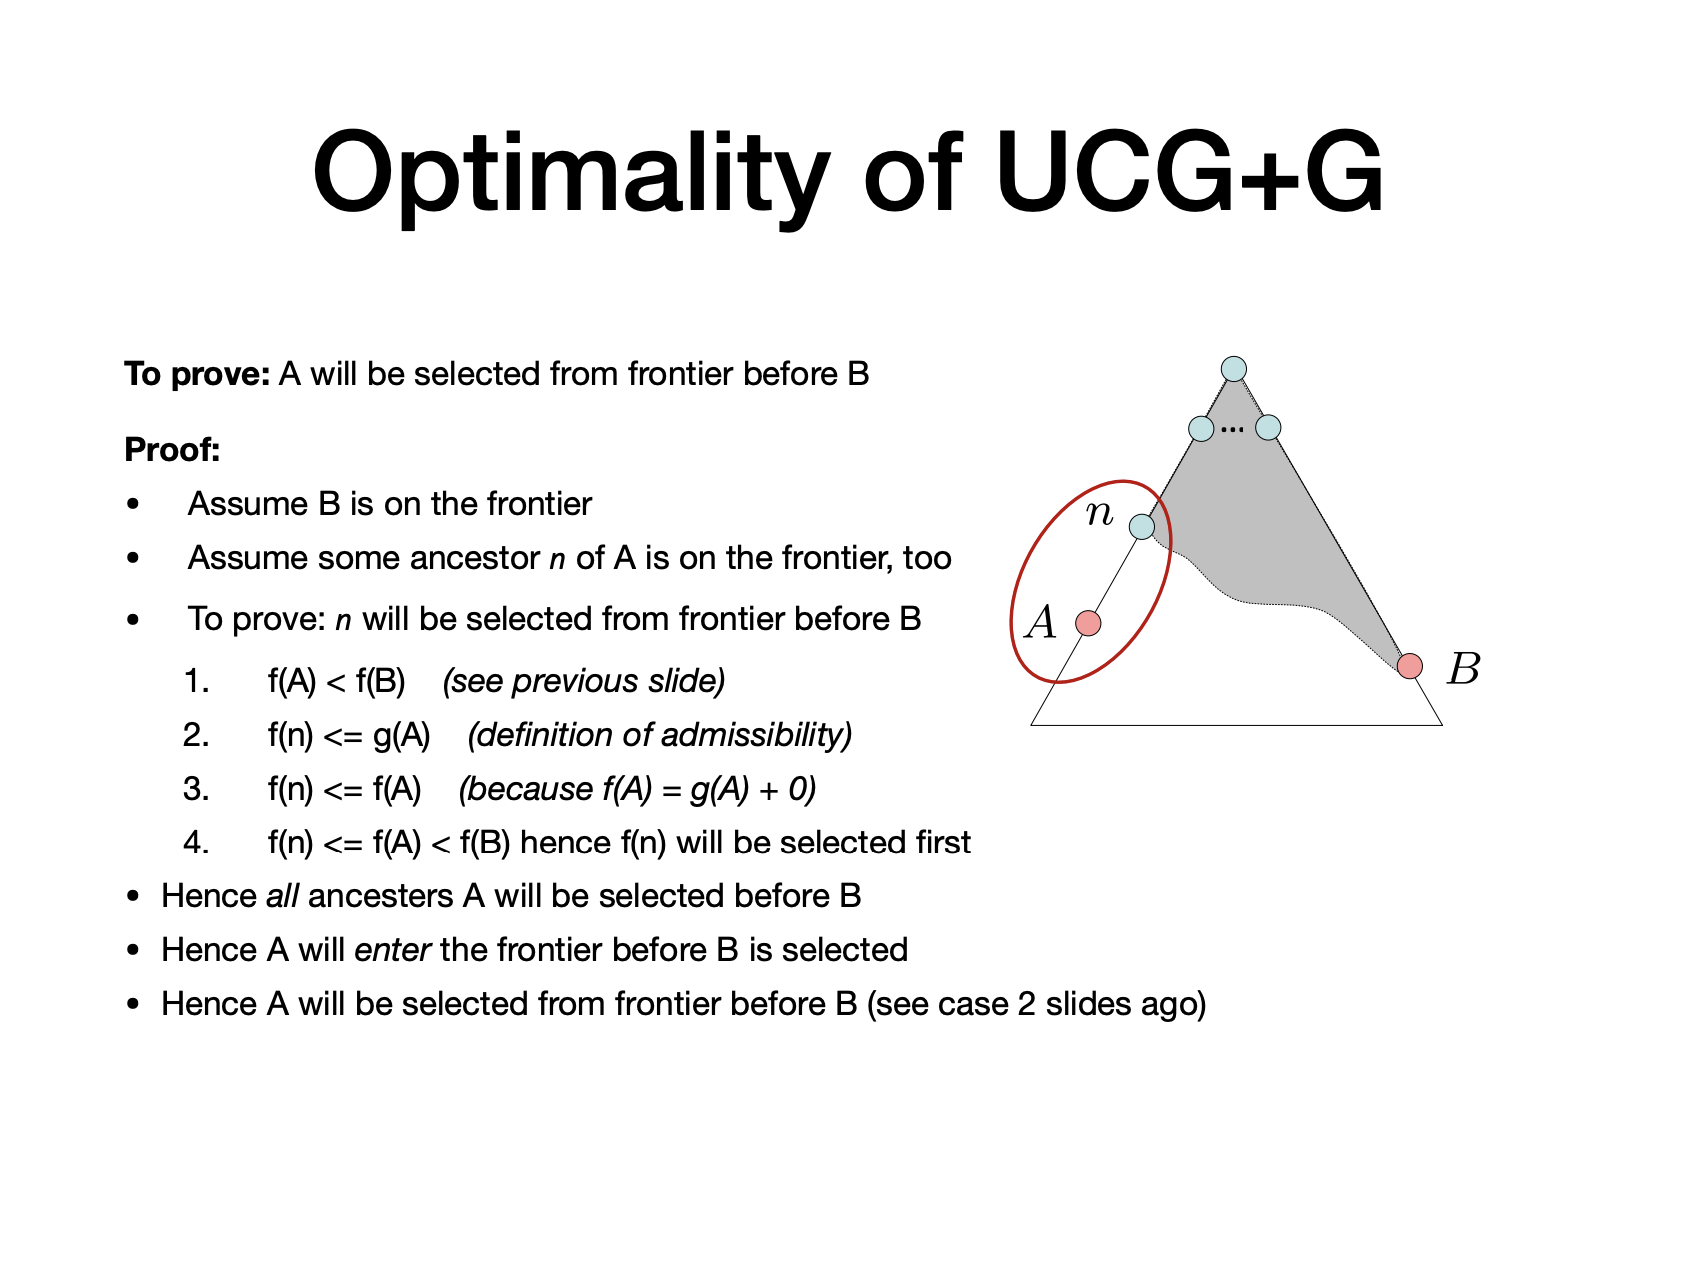 Optimality of UCG+G
To prove: A will be selected from frontier before B
Proof:
• Assume B is on the frontier
• Assume some ancestor n of A is on the frontier, too
• To prove: n will be selected from frontier before B
1. f(A) < f(B) (see previous slide)
2. f(n) <= g(A) (definition of admissibility)
3. f(n) <= f(A) (because f(A) = g(A) + 0)
4. f(n) <= f(A) < f(B) hence f(n) will be selected first
• Hence all ancesters A will be selected before B
• Hence A will enter the frontier before B is selected
• Hence A will be selected from frontier before B (see case 2 slides ago)
...
n
A
B